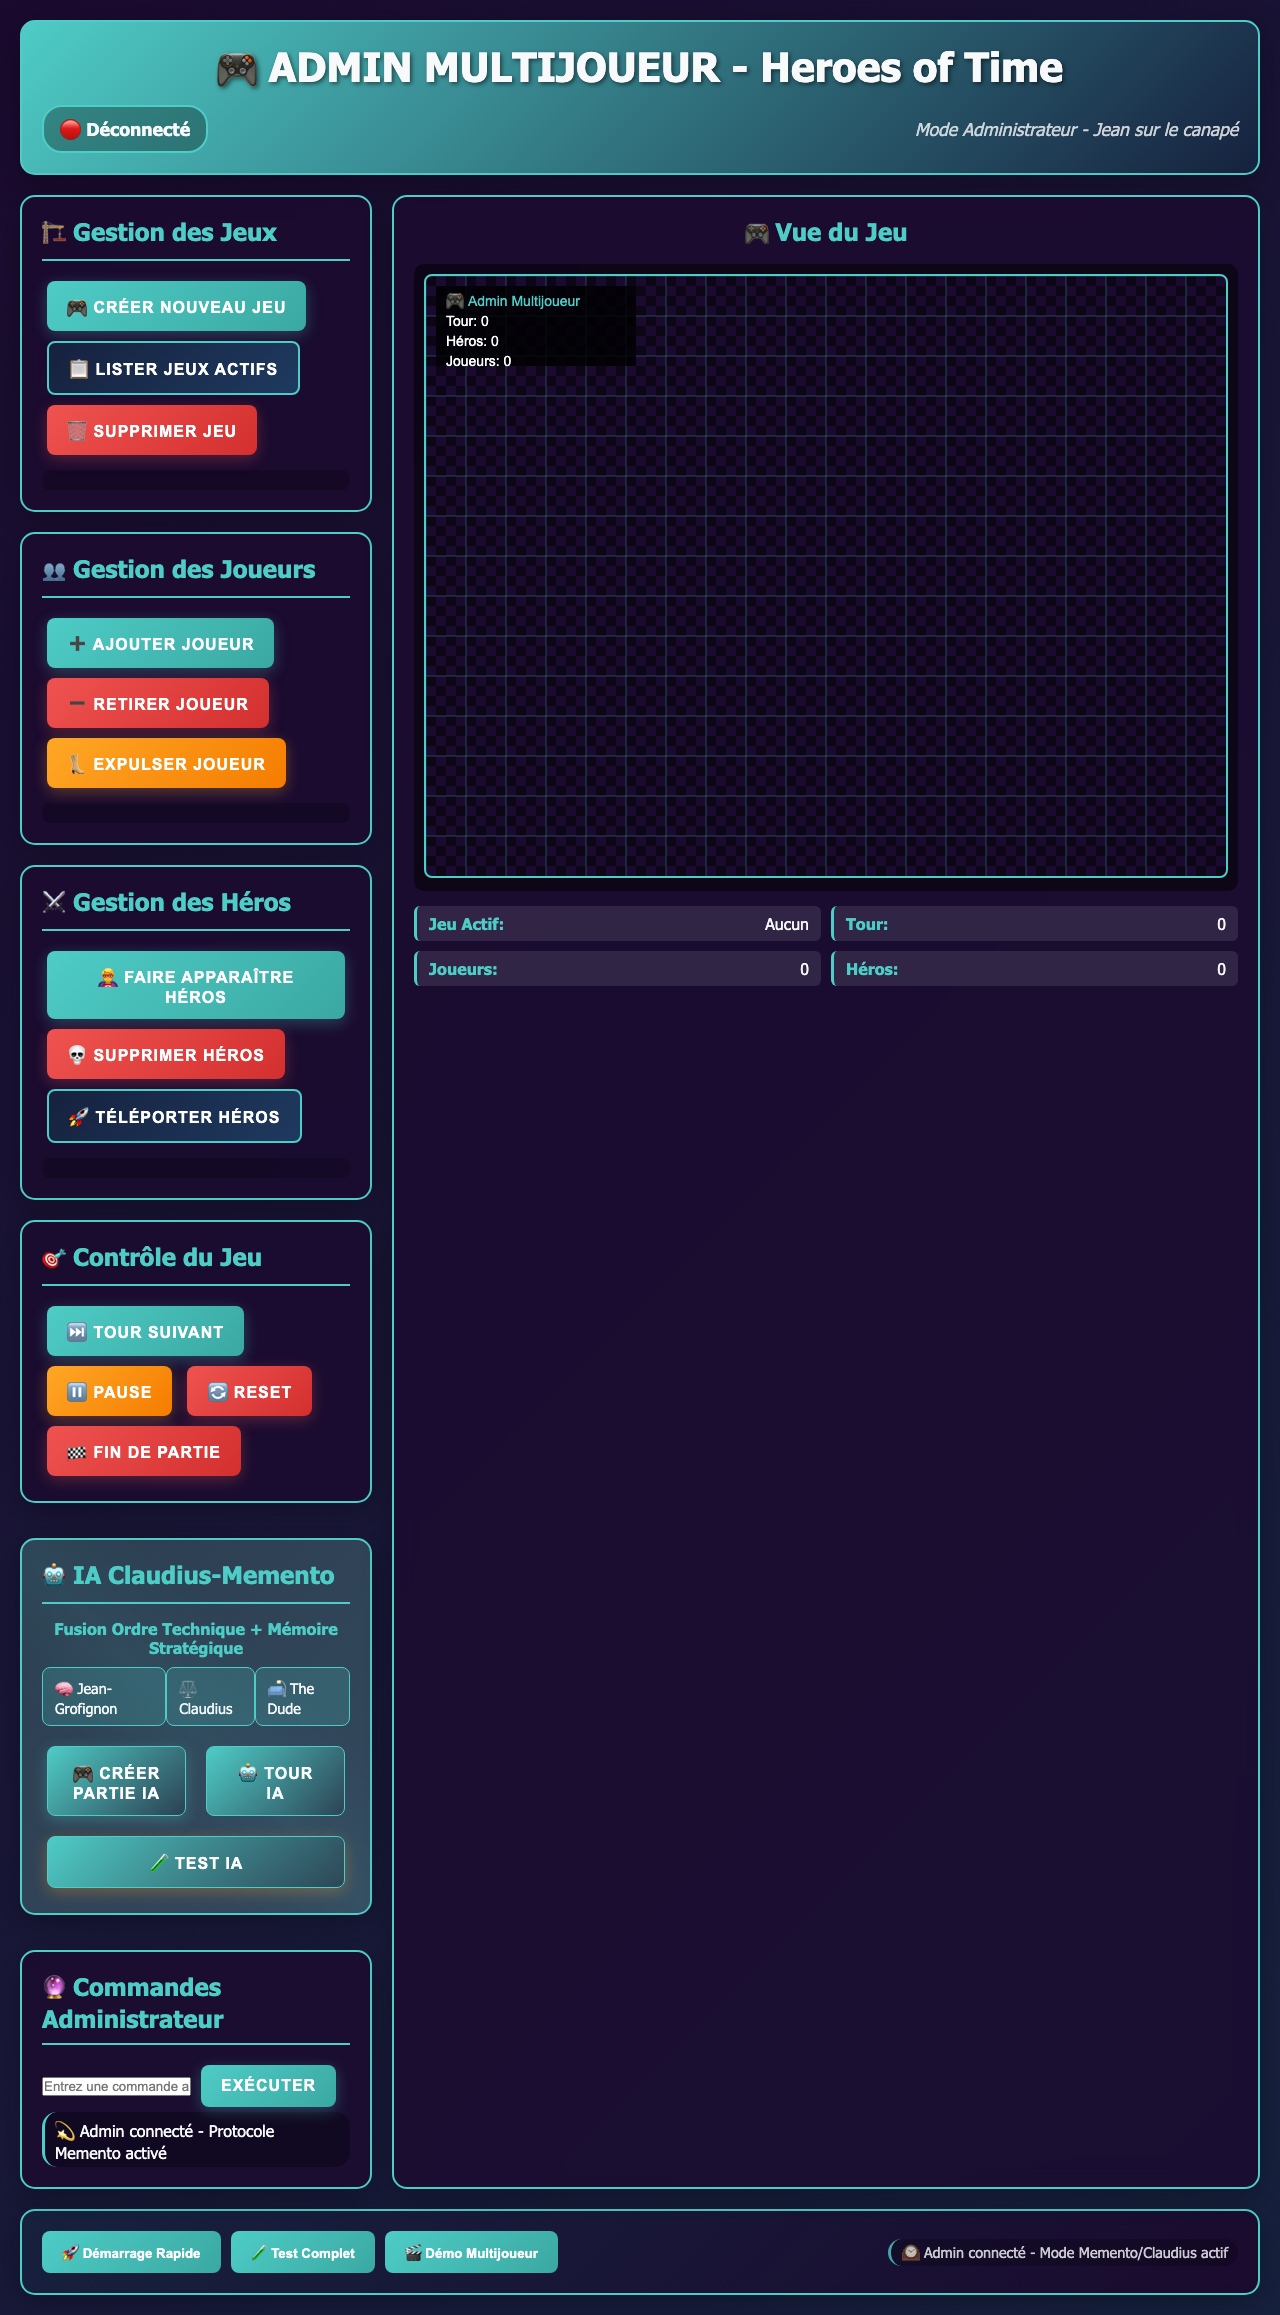 🎮 ADMIN MULTIJOUEUR - Heroes of Time
🔴 Déconnecté
Mode Administrateur - Jean sur le canapé
🏗️ Gestion des Jeux
🎮 CRÉER NOUVEAU JEU
📋 LISTER JEUX ACTIFS
🗑️ SUPPRIMER JEU
👥 Gestion des Joueurs
➕ AJOUTER JOUEUR
➖ RETIRER JOUEUR
👢 EXPULSER JOUEUR
⚔️ Gestion des Héros
🦸 FAIRE APPARAÎTRE
HÉROS
💀 SUPPRIMER HÉROS
🚀 TÉLÉPORTER HÉROS
🎯 Contrôle du Jeu
⏭️ TOUR SUIVANT
⏸️ PAUSE
🔄 RESET
🏁 FIN DE PARTIE
🤖 IA Claudius-Memento
Fusion Ordre Technique + Mémoire
Stratégique
🧠 Jean-
Grofignon
⚖️
Claudius
🛋️ The
Dude
🎮 CRÉER
PARTIE IA
🤖 TOUR
IA
🧪 TEST IA
🔮 Commandes
Administrateur
Entrez une commande a
EXÉCUTER
💫 Admin connecté - Protocole
Memento activé
🎮 Vue du Jeu
🎮 Admin Multijoueur
Tour: 0
Héros: 0
Joueurs: 0
Jeu Actif: Aucun
Tour: 0
Joueurs: 0
Héros: 0
🚀 Démarrage Rapide
🧪 Test Complet
🎬 Démo Multijoueur
🕰️ Admin connecté - Mode Memento/Claudius actif